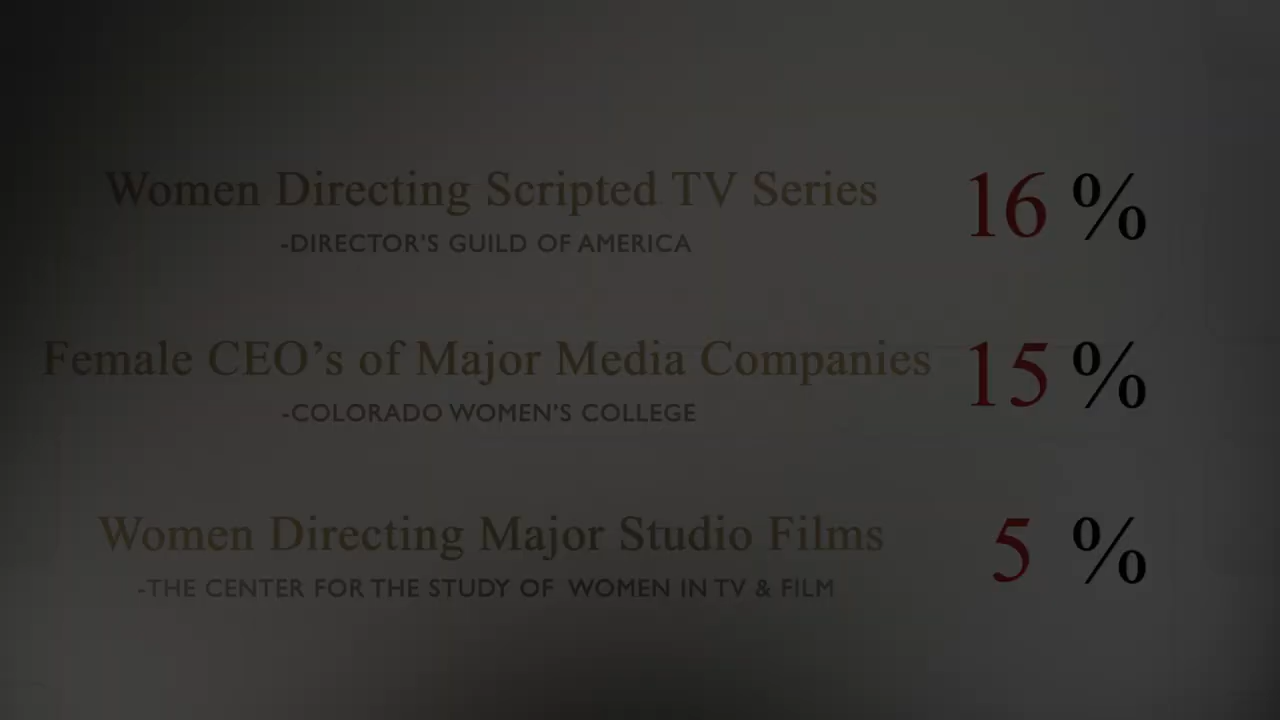 Women Directing Scripted TV Series 16 %
-DIRECTOR'S GUILD OF AMERICA
Female CEO's of Major Media Companies 15 %
-COLORADO WOMEN'S COLLEGE
Women Directing Major Studio Films 5 %
-THE CENTER FOR THE STUDY OF WOMEN IN TV & FILM